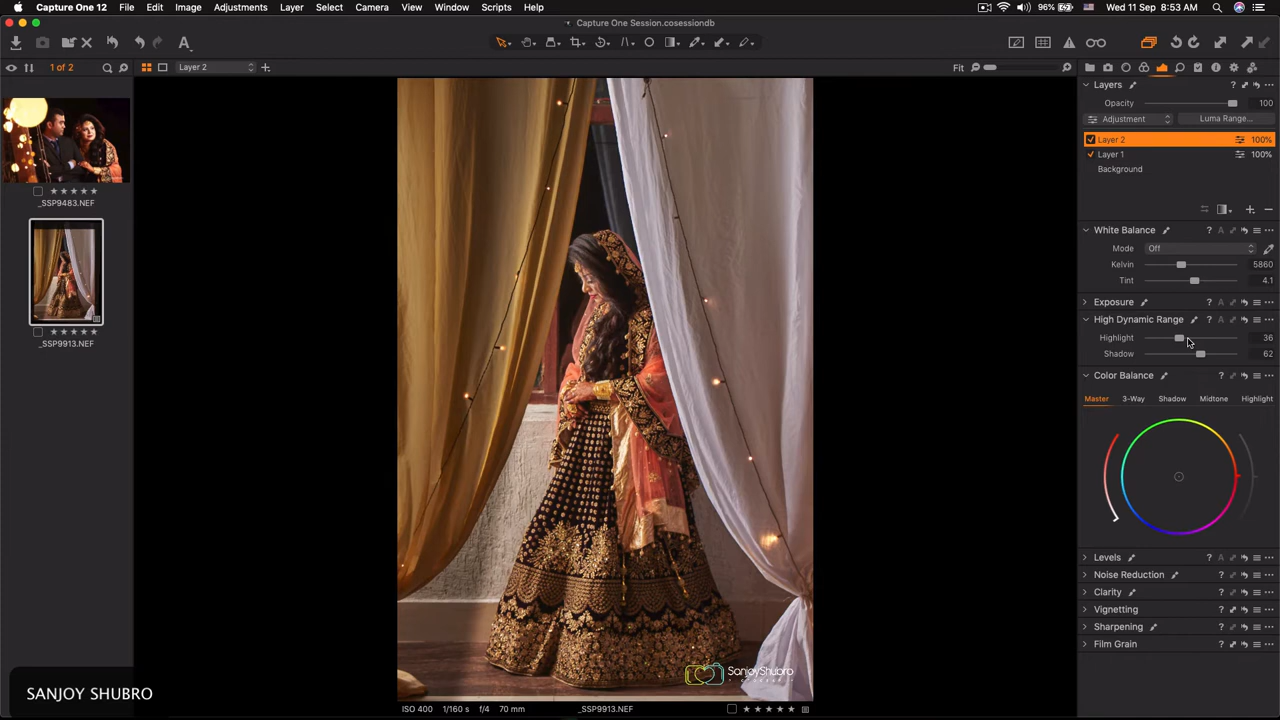 Capture One 12 File Edit Image Adjustments Layer Select Camera View Window Scripts Help
96% Wed 11 Sep 8:53 AM
Capture One Session.cosessiondb
1 of 2
Layer 2
Fit
_SSP9483.NEF
_SSP9913.NEF
Layers
Opacity 100
Adjustment Luma Range...
Layer 2 100%
Layer 1 100%
Background
White Balance
Mode Off
Kelvin 5860
Tint 4.1
Exposure
High Dynamic Range
Highlight 36
Shadow 62
Color Balance
Master 3-Way Shadow Midtone Highlight
Levels
Noise Reduction
Clarity
Vignetting
Sharpening
Film Grain
SanjoyShubro
SANJOY SHUBRO
ISO 400 1/160 s f/4 70 mm _SSP9913.NEF